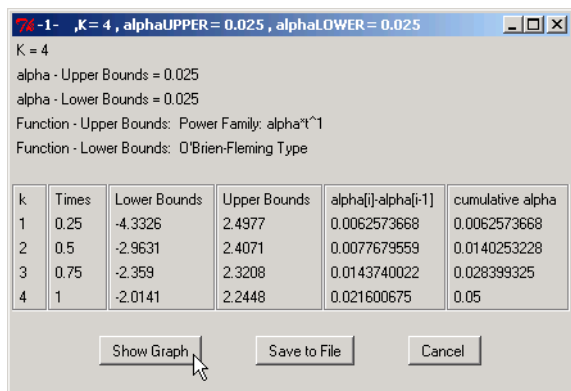 -1- ,K= 4 , alphaUPPER= 0.025 , alphaLOWER= 0.025
K = 4
alpha - Upper Bounds = 0.025
alpha - Lower Bounds = 0.025
Function - Upper Bounds: Power Family: alpha*t^1
Function - Lower Bounds: O'Brien-Fleming Type
k Times Lower Bounds Upper Bounds alpha[i]-alpha[i-1] cumulative alpha
1 0.25 -4.3326 2.4977 0.0062573668 0.0062573668
2 0.5 -2.9631 2.4071 0.0077679559 0.0140253228
3 0.75 -2.359 2.3208 0.0143740022 0.028399325
4 1 -2.0141 2.2448 0.021600675 0.05
Show Graph Save to File Cancel